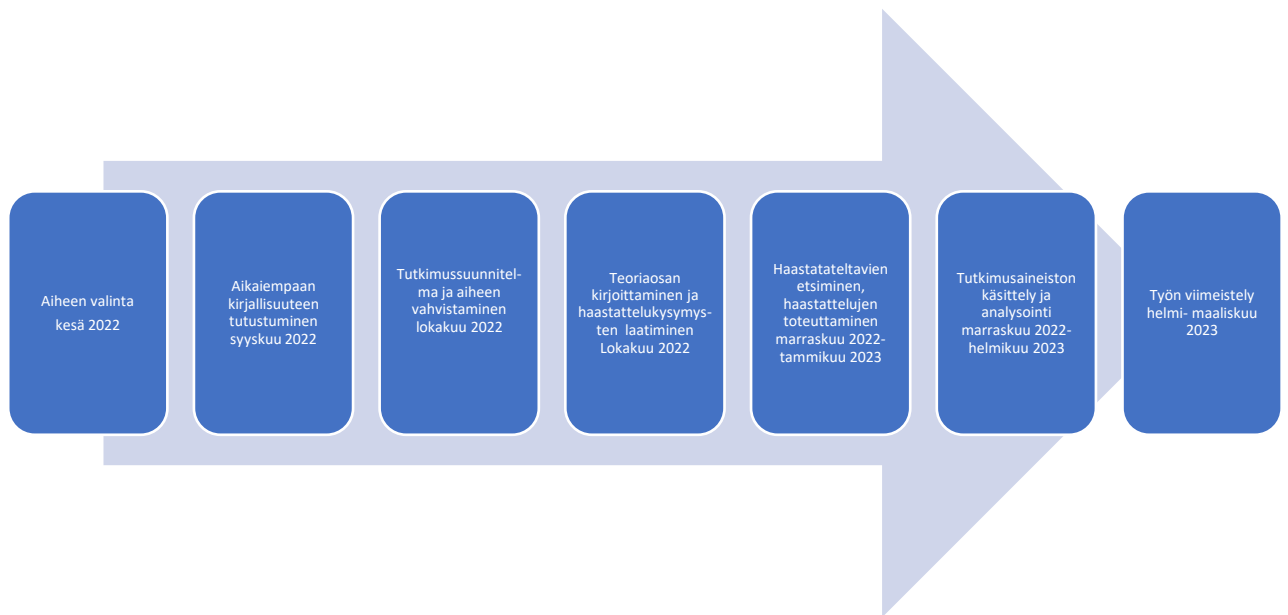 Aiheen valinta
kesä 2022
Aikaiempaan
kirjallisuuteen
tutustuminen
syyskuu 2022
Tutkimussuunnitel-
ma ja aiheen
vahvistaminen
lokakuu 2022
Teoriaosan
kirjoittaminen ja
haastattelukysymys-
ten laatiminen
Lokakuu 2022
Haastatateltavien
etsiminen,
haastattelujen
toteuttaminen
marraskuu 2022-
tammikuu 2023
Tutkimusaineiston
käsittely ja
analysointi
marraskuu 2022-
helmikuu 2023
Työn viimeistely
helmi- maaliskuu
2023